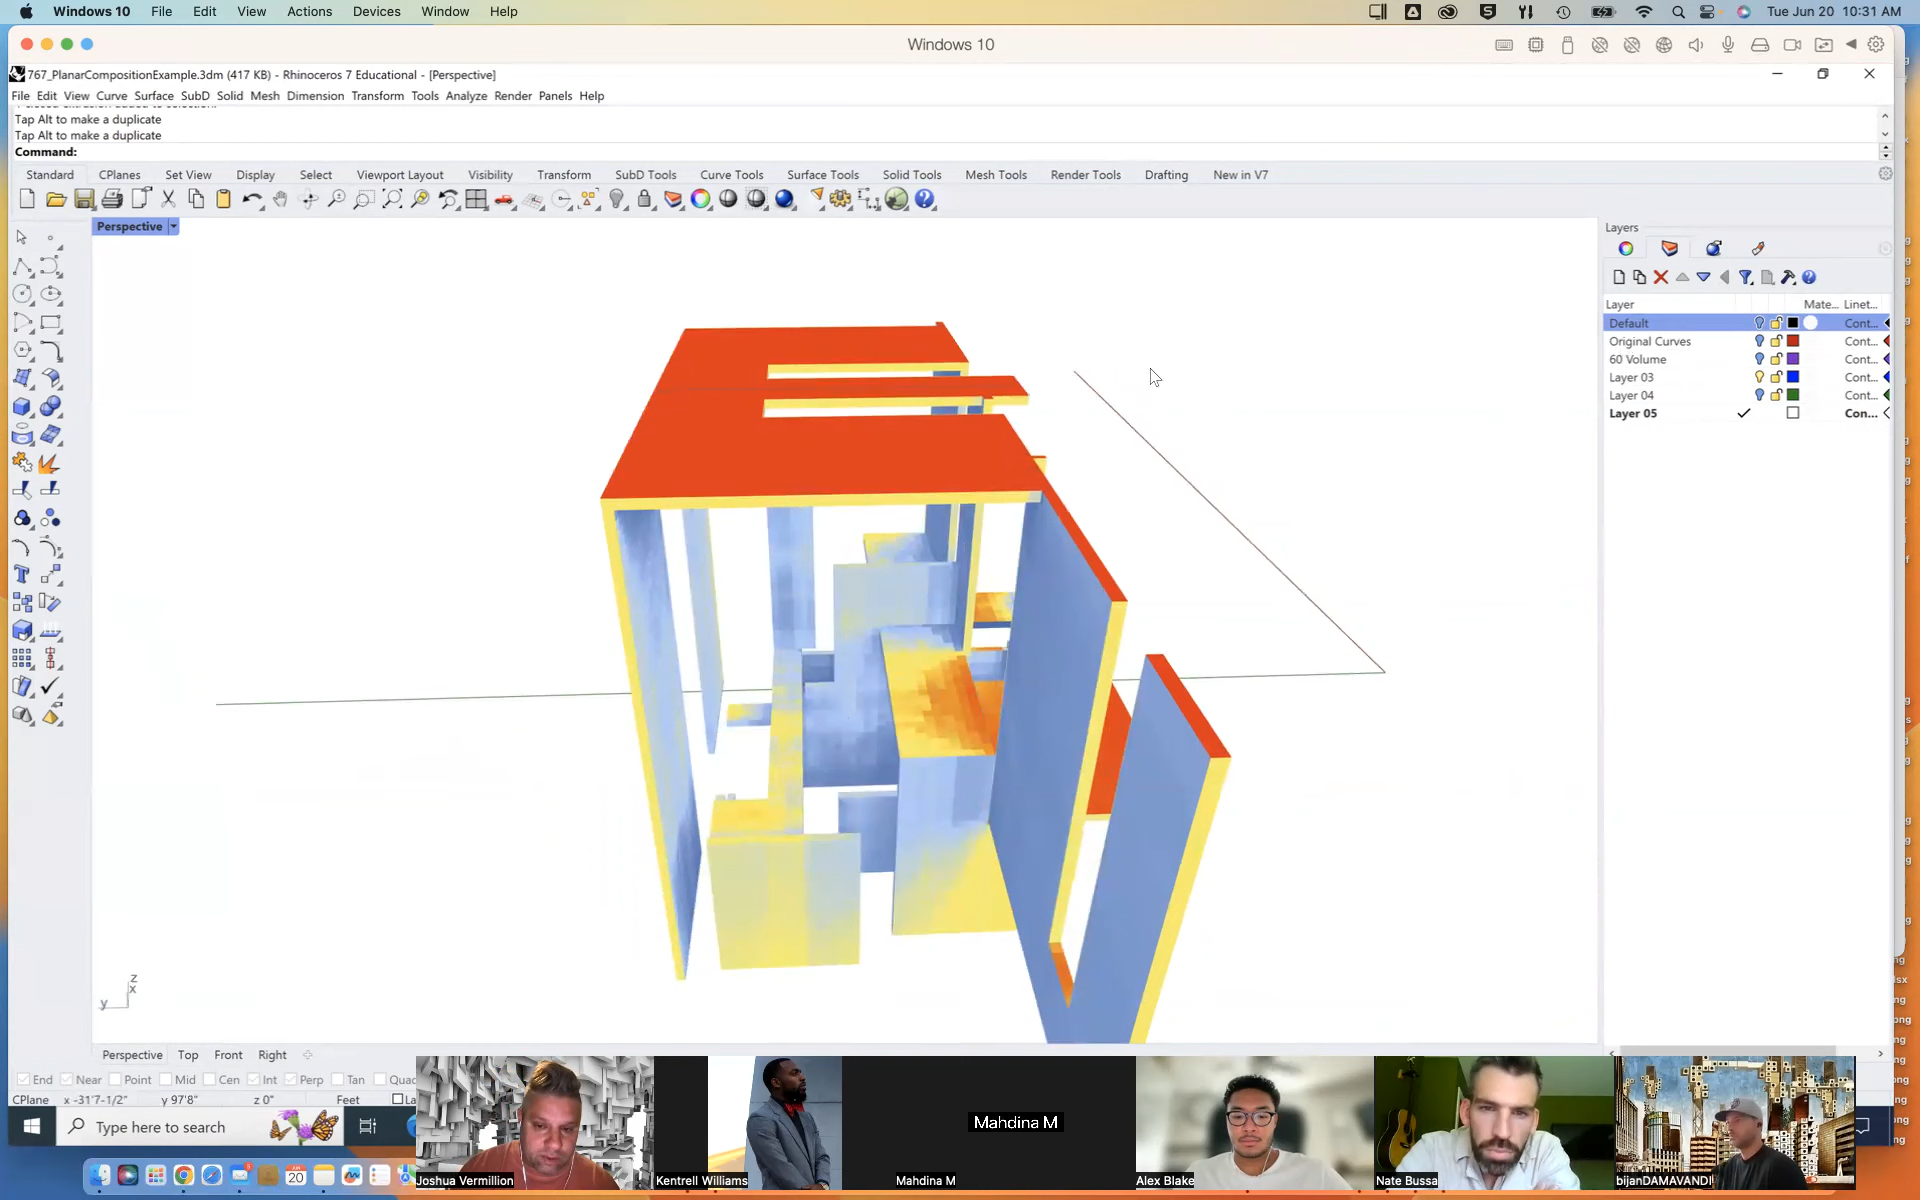 Windows 10 File Edit View Actions Devices Window Help
Tue Jun 20 10:31 AM
Windows 10
767_PlanarCompositionExample.3dm (417 KB) - Rhinoceros 7 Educational - [Perspective]
File Edit View Curve Surface SubD Solid Mesh Dimension Transform Tools Analyze Render Panels Help
Tap Alt to make a duplicate
Tap Alt to make a duplicate
Command:
Standard CPlanes Set View Display Select Viewport Layout Visibility Transform SubD Tools Curve Tools Surface Tools Solid Tools Mesh Tools Render Tools Drafting New in V7
Perspective
Layers
Layer Mate... Linet...
Default Cont...
Original Curves Cont...
60 Volume Cont...
Layer 03 Cont...
Layer 04 Cont...
Layer 05 Con...
z
x
y
Perspective Top Front Right
End Near Point Mid Cen Int Perp Tan Quad
CPlane x -31'7-1/2" y 97'8" z 0" Feet
Type here to search
JUN
20
Joshua Vermillion
Kentrell Williams
Mahdina M
Mahdina M
Alex Blake
Nate Bussa
bijanDAMAVANDI